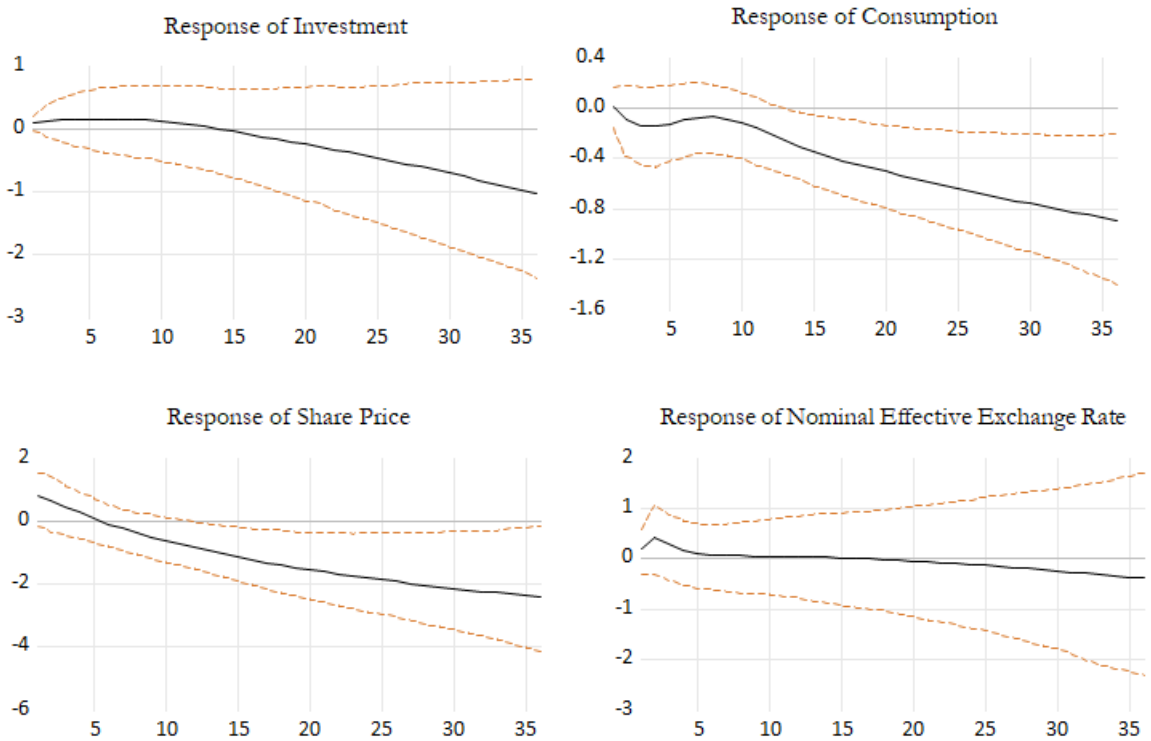 Response of Investment
1
0
-1
-2
-3
5 10 15 20 25 30 35
Response of Consumption
0.4
0.0
-0.4
-0.8
-1.2
-1.6
5 10 15 20 25 30 35
Response of Share Price
2
0
-2
-4
-6
5 10 15 20 25 30 35
Response of Nominal Effective Exchange Rate
2
1
0
-1
-2
-3
5 10 15 20 25 30 35